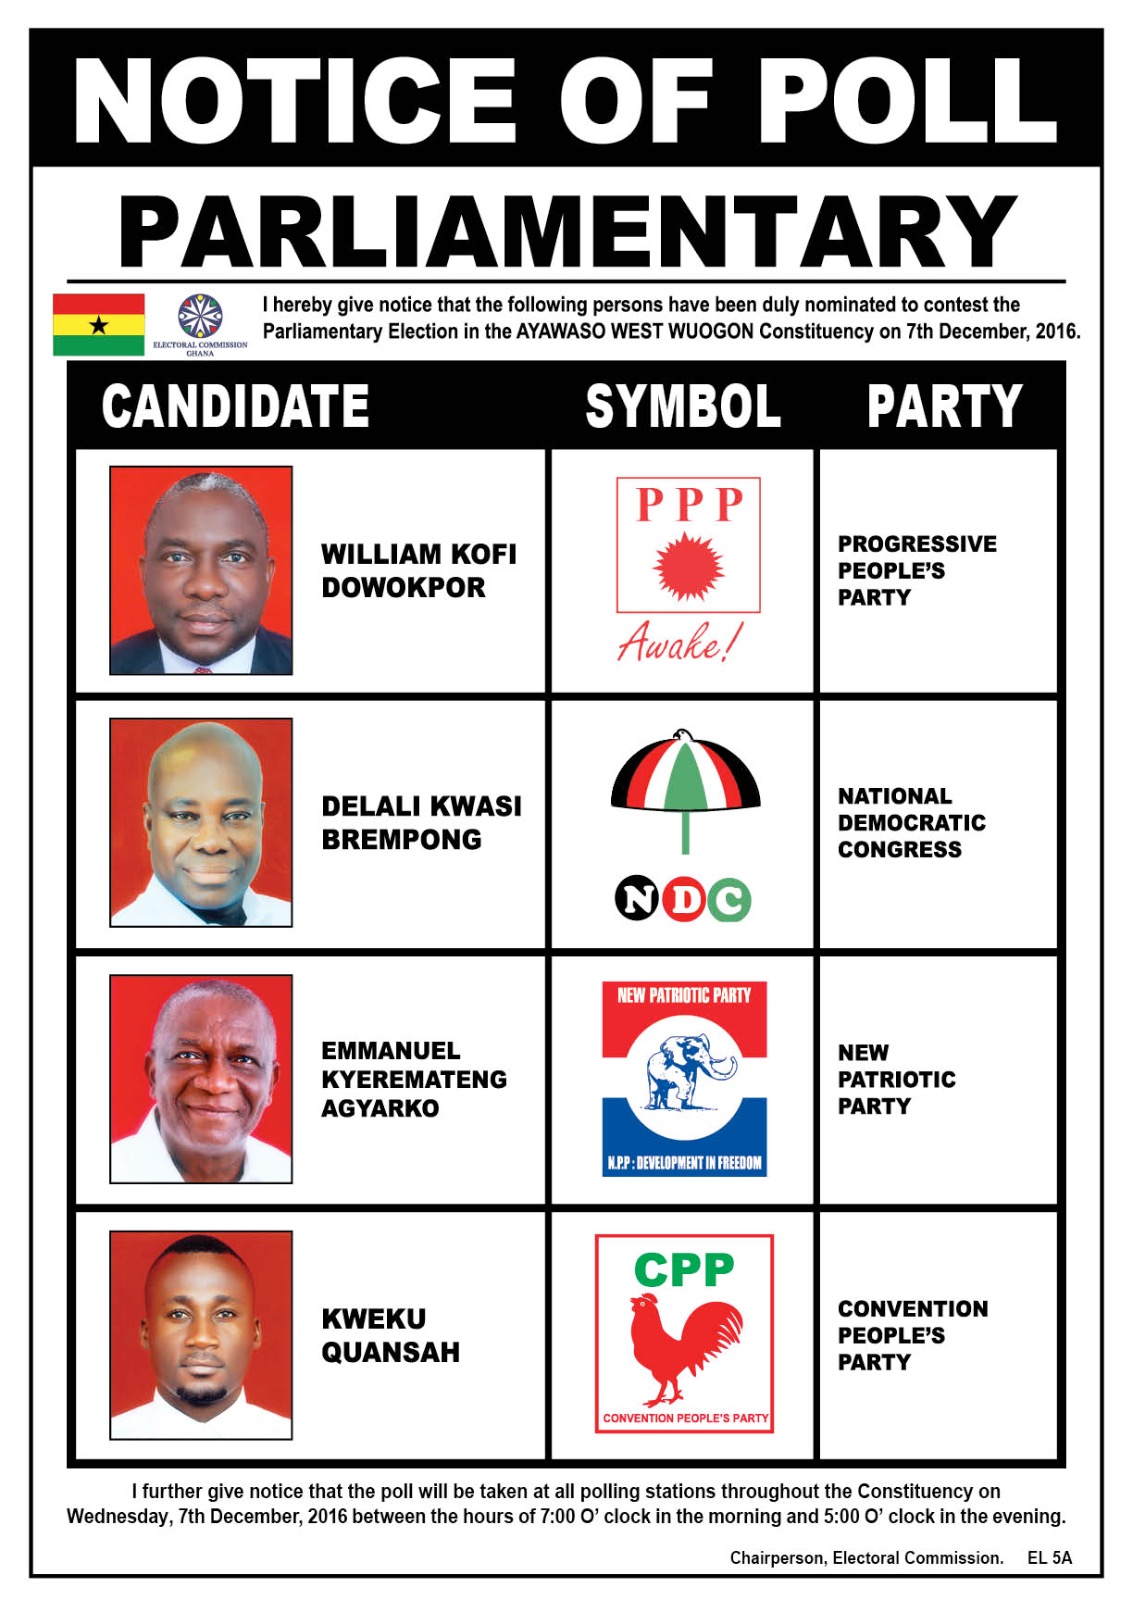 NOTICE OF POLL
PARLIAMENTARY
I hereby give notice that the following persons have been duly nominated to contest the
Parliamentary Election in the AYAWASO WEST WUOGON Constituency on 7th December, 2016.
ELECTORAL COMMISSION
GHANA
CANDIDATE SYMBOL PARTY
WILLIAM KOFI
DOWOKPOR
PPP
Awake!
PROGRESSIVE
PEOPLE'S
PARTY
DELALI KWASI
BREMPONG
NDC
NATIONAL
DEMOCRATIC
CONGRESS
EMMANUEL
KYEREMATENG
AGYARKO
NEW PATRIOTIC PARTY
N.P.P : DEVELOPMENT IN FREEDOM
NEW
PATRIOTIC
PARTY
KWEKU
QUANSAH
CPP
CONVENTION PEOPLE'S PARTY
CONVENTION
PEOPLE'S
PARTY
I further give notice that the poll will be taken at all polling stations throughout the Constituency on
Wednesday, 7th December, 2016 between the hours of 7:00 O' clock in the morning and 5:00 O' clock in the evening.
Chairperson, Electoral Commission. EL 5A